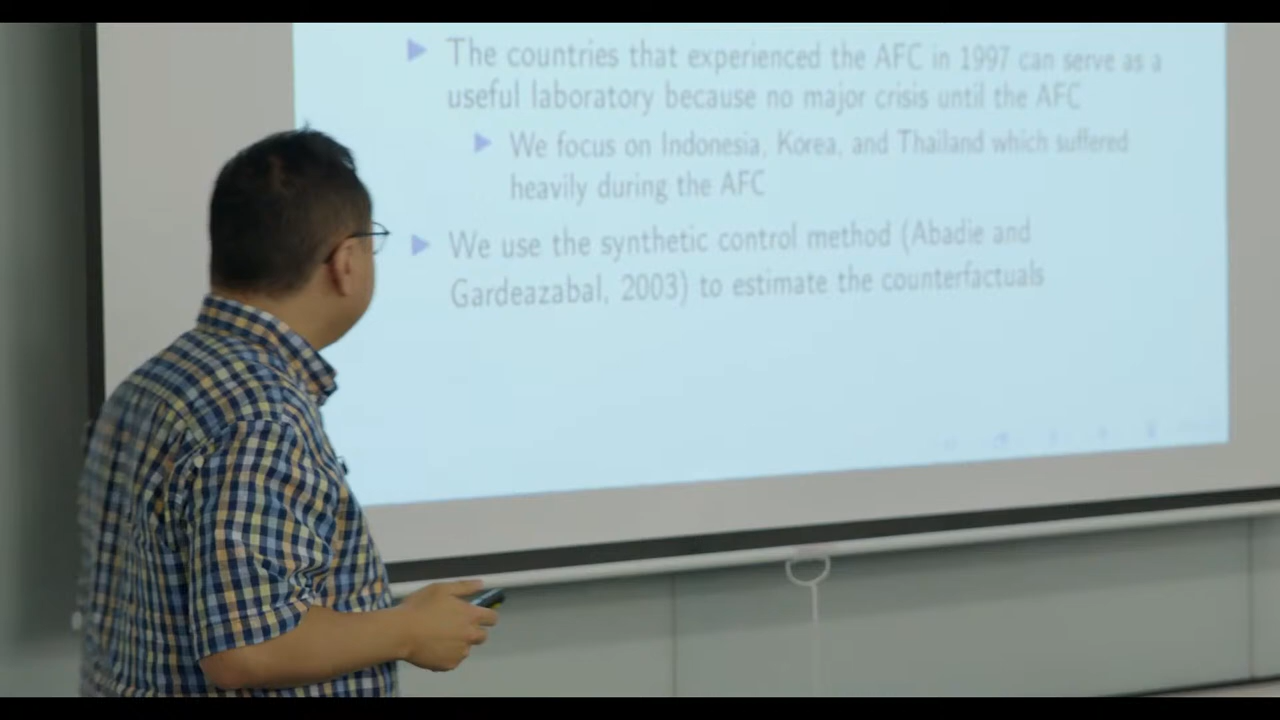 The countries that experienced the AFC in 1997 can serve as a
useful laboratory because no major crisis until the AFC
We focus on Indonesia, Korea, and Thailand which suffered
heavily during the AFC
We use the synthetic control method (Abadie and
Gardeazabal, 2003) to estimate the counterfactuals